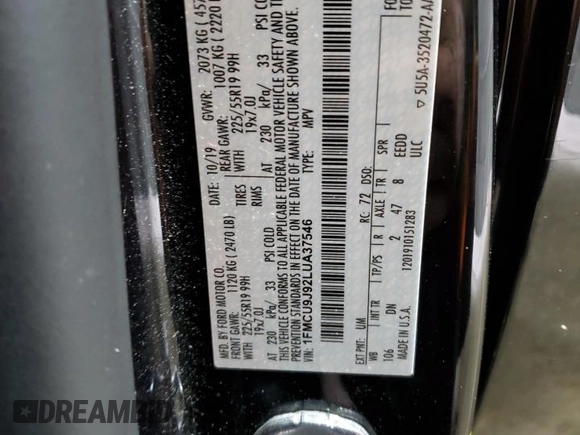 MFD. BY FORD MOTOR CO.
DATE: 10/19 GVWR: 2073 KG
FRONT GAWR: 1120 KG (2470 LB) REAR GAWR: 1007 KG (2220
225/55R19 99H TIRES WITH 225/55R19 99H
19x7.0J RIMS 19x7.0J
AT 230 kPa/ 33 PSI COLD AT 230 kPa/ 33 PSI COLD
THIS VEHICLE CONFORMS TO ALL APPLICABLE FEDERAL MOTOR VEHICLE SAFETY AND
PREVENTION STANDARDS IN EFFECT ON THE DATE OF MANUFACTURE SHOWN ABOVE.
VIN: 1FMCU9J92LUA37546 TYPE: MPV
EXT PNT: UM RC: 72 DSO:
WB INT TR TP/PS R AXLE TR SPR
106 DN 2 47 8 EEDD
MADE IN U.S.A. 1201910151283 ULC
5U5A-3520472-A
DREAMBID